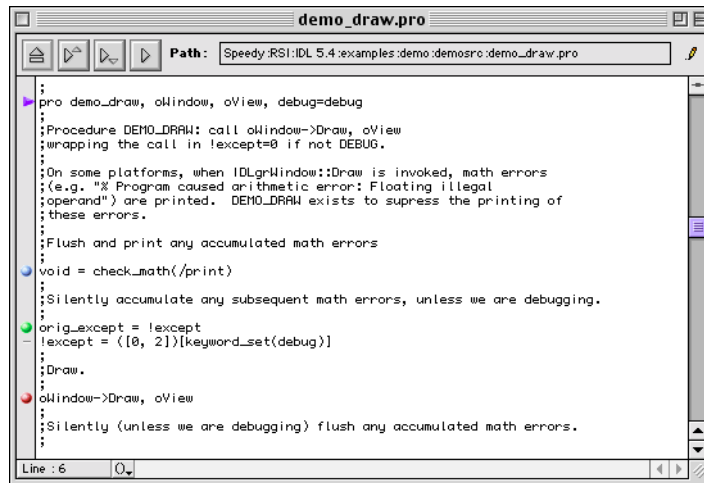 demo_draw.pro
Path: Speedy:RSI:IDL 5.4:examples:demo:demosrc:demo_draw.pro
;
pro demo_draw, oWindow, oView, debug=debug
;
;Procedure DEMO_DRAW: call oWindow->Draw, oView
;wrapping the call in !except=0 if not DEBUG.
;
;On some platforms, when IDLgrWindow::Draw is invoked, math errors
;(e.g. "% Program caused arithmetic error: Floating illegal
;operand") are printed.  DEMO_DRAW exists to supress the printing of
;these errors.
;
;Flush and print any accumulated math errors
;
void = check_math(/print)
;
;Silently accumulate any subsequent math errors, unless we are debugging.
;
orig_except = !except
!except = ([0, 2])[keyword_set(debug)]
;
;Draw.
;
oWindow->Draw, oView
;
;Silently (unless we are debugging) flush any accumulated math errors.
;
Line : 6